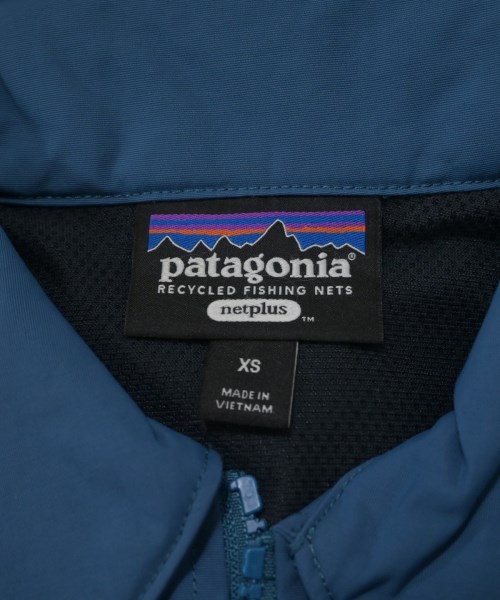 patagonia®
RECYCLED FISHING NETS
netplus™
XS
MADE IN
VIETNAM